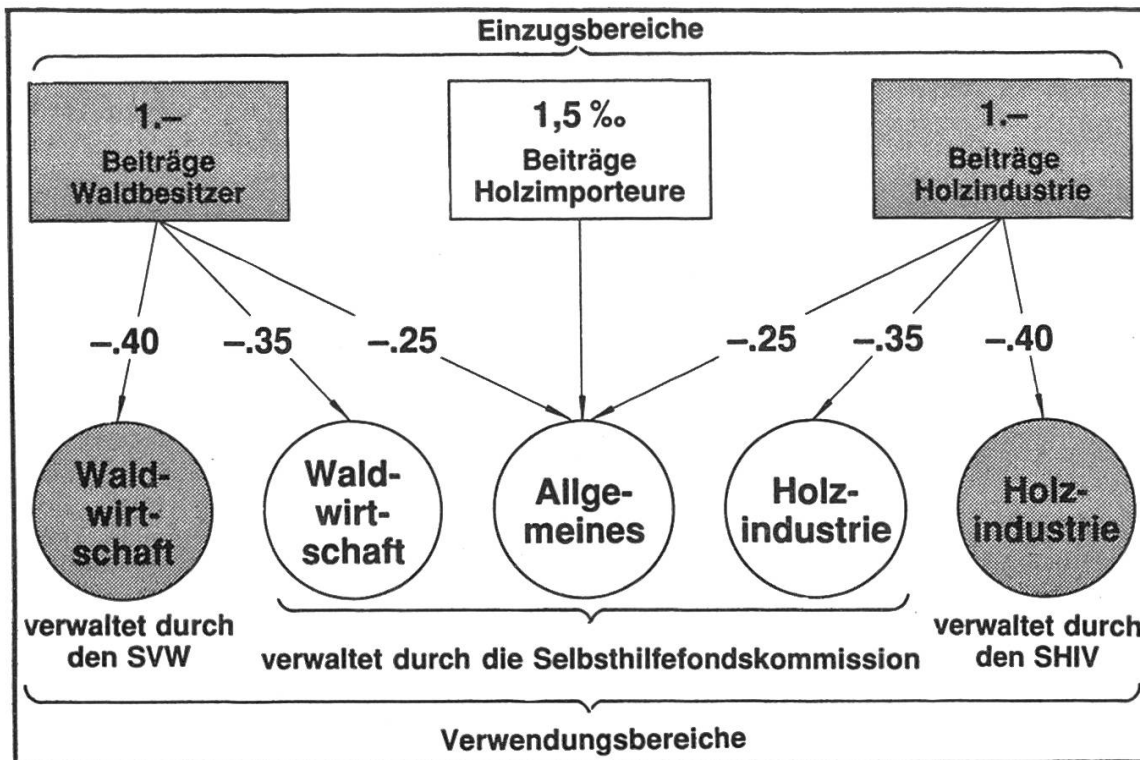 Einzugsbereiche
1.–
Beiträge
Waldbesitzer
1,5 ‰
Beiträge
Holzimporteure
1.–
Beiträge
Holzindustrie
–.40
–.35
–.25
–.25
–.35
–.40
Wald-
wirt-
schaft
Wald-
wirt-
schaft
Allge-
meines
Holz-
industrie
Holz-
industrie
verwaltet durch
den SVW
verwaltet durch die Selbsthilfefondskommission
verwaltet durch
den SHIV
Verwendungsbereiche